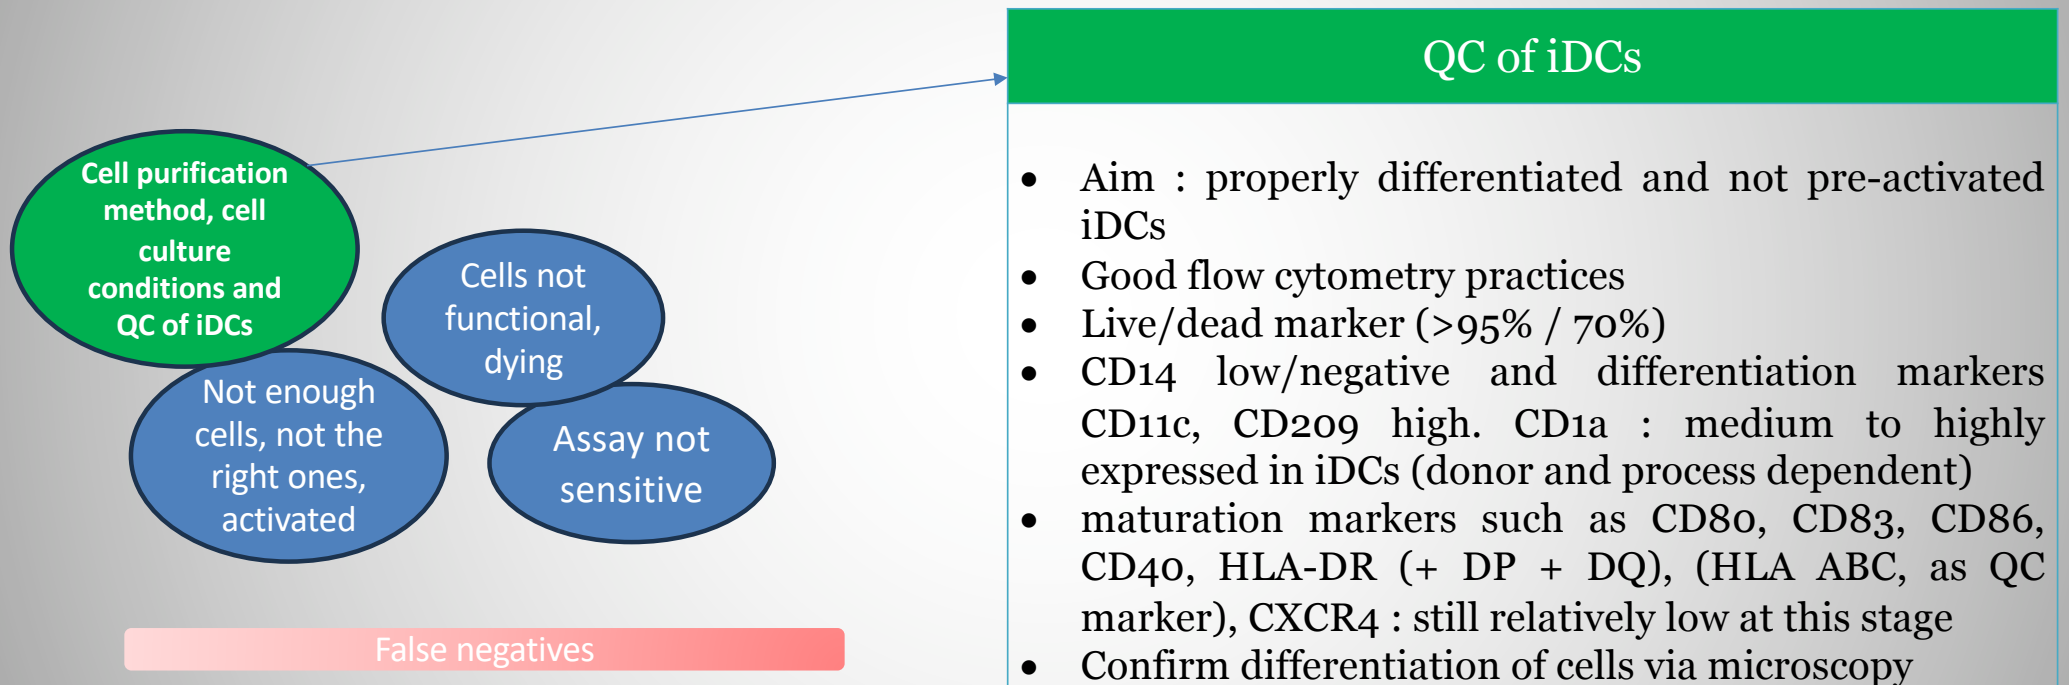 Cell purification
method, cell
culture
conditions and
QC of iDCs
Cells not
functional,
dying
Not enough
cells, not the
right ones,
activated
Assay not
sensitive
False negatives
QC of iDCs
• Aim : properly differentiated and not pre-activated
iDCs
• Good flow cytometry practices
• Live/dead marker (>95% / 70%)
• CD14 low/negative and differentiation markers
CD11c, CD209 high. CD1a : medium to highly
expressed in iDCs (donor and process dependent)
• maturation markers such as CD80, CD83, CD86,
CD40, HLA-DR (+ DP + DQ), (HLA ABC, as QC
marker), CXCR4 : still relatively low at this stage
• Confirm differentiation of cells via microscopy